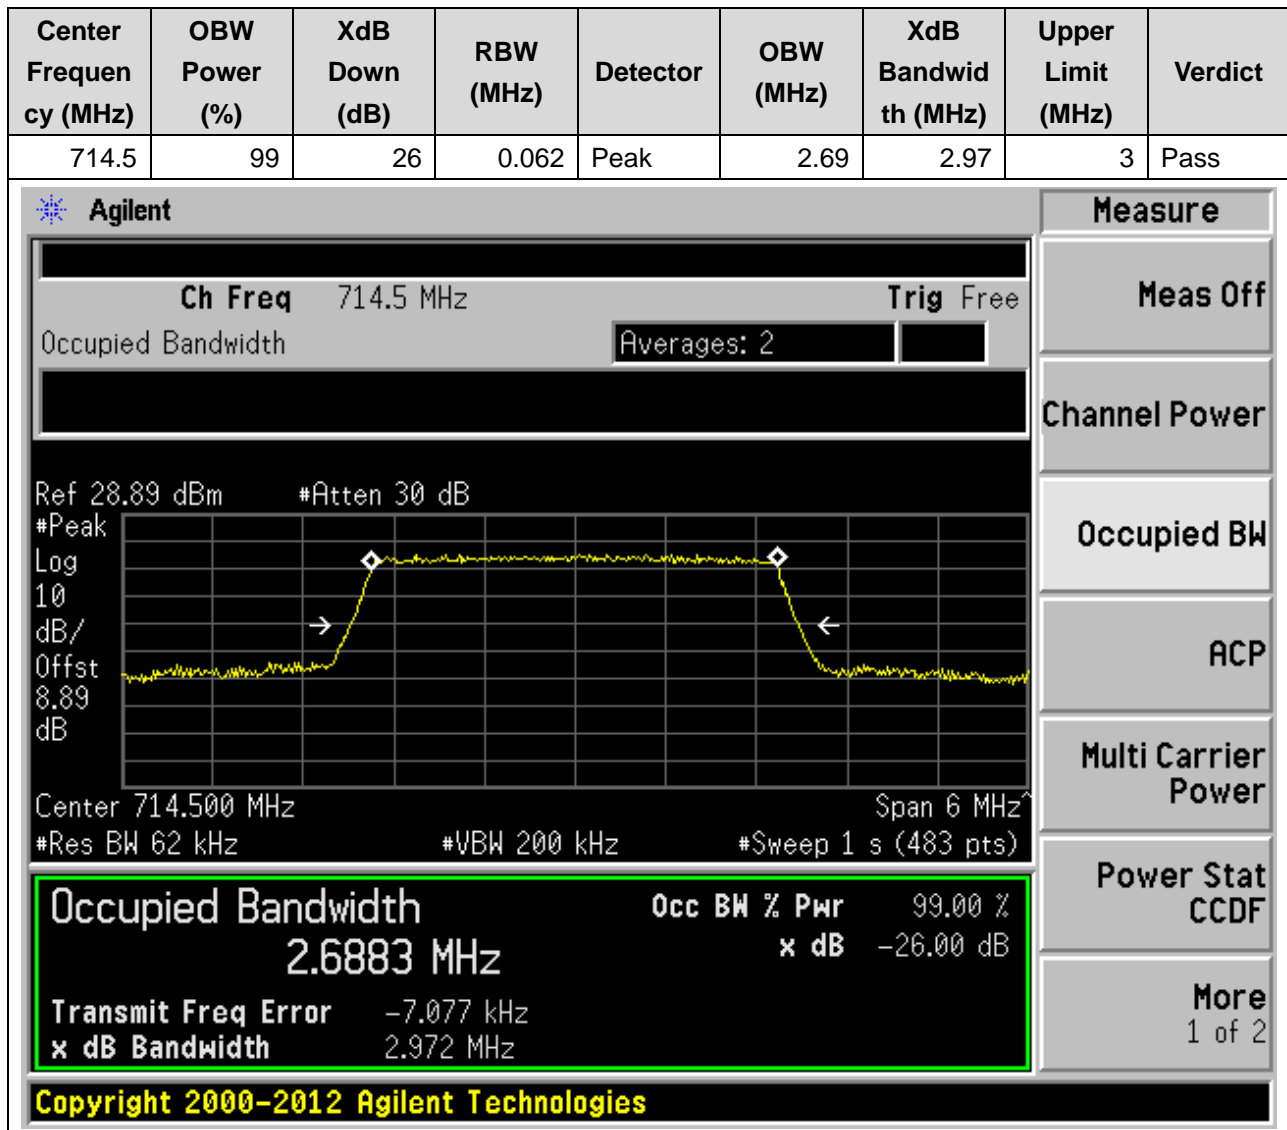 Center Frequen cy (MHz) OBW Power (%) XdB Down (dB) RBW (MHz) Detector OBW (MHz) XdB Bandwid th (MHz) Upper Limit (MHz) Verdict
714.5 99 26 0.062 Peak 2.69 2.97 3 Pass
Agilent
Measure
Ch Freq 714.5 MHz Trig Free
Meas Off
Occupied Bandwidth Averages: 2
Channel Power
Ref 28.89 dBm #Atten 30 dB
#Peak
Log
10
dB/
Offst
8.89
dB
Occupied BW
ACP
Multi Carrier
Power
Center 714.500 MHz Span 6 MHz^
#Res BW 62 kHz #VBW 200 kHz #Sweep 1 s (483 pts)
Power Stat
CCDF
Occupied Bandwidth Occ BW % Pwr 99.00 %
2.6883 MHz x dB -26.00 dB
Transmit Freq Error -7.077 kHz
x dB Bandwidth 2.972 MHz
More
1 of 2
Copyright 2000-2012 Agilent Technologies